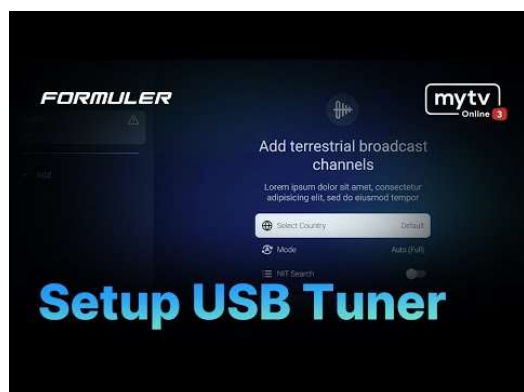 FORMULER
mytv
Online 3
Add terrestrial broadcast
channels
Lorem ipsum dolor sit amet, consectetur
adipisicing elit, sed do eiusmod tempor
Add
Select Country Default
Mode Auto (Full)
NIT Search
Setup USB Tuner